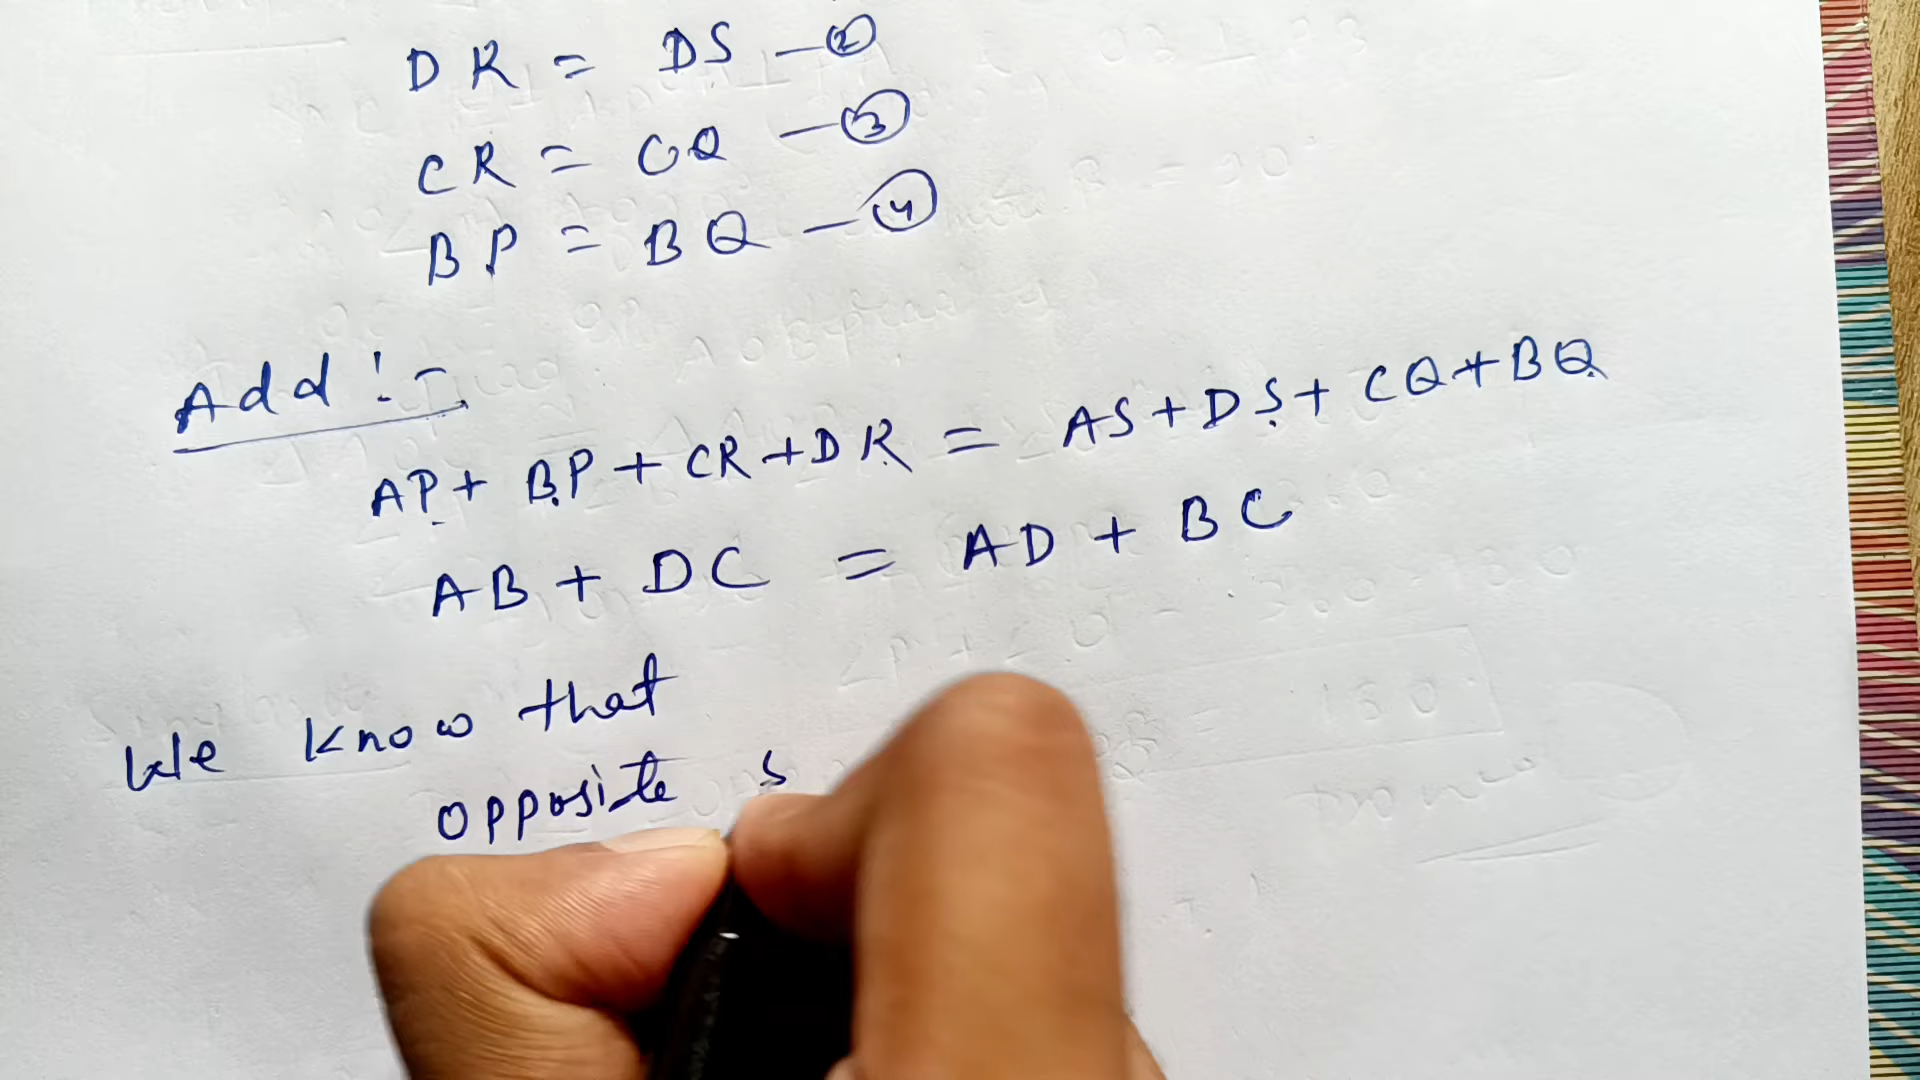 DR = DS — ②
CR = CQ — ③
BP = BQ — ④
Add :-
AP + BP + CR + DR = AS + DS + CQ + BQ
AB + DC = AD + BC
We know that
opposite s